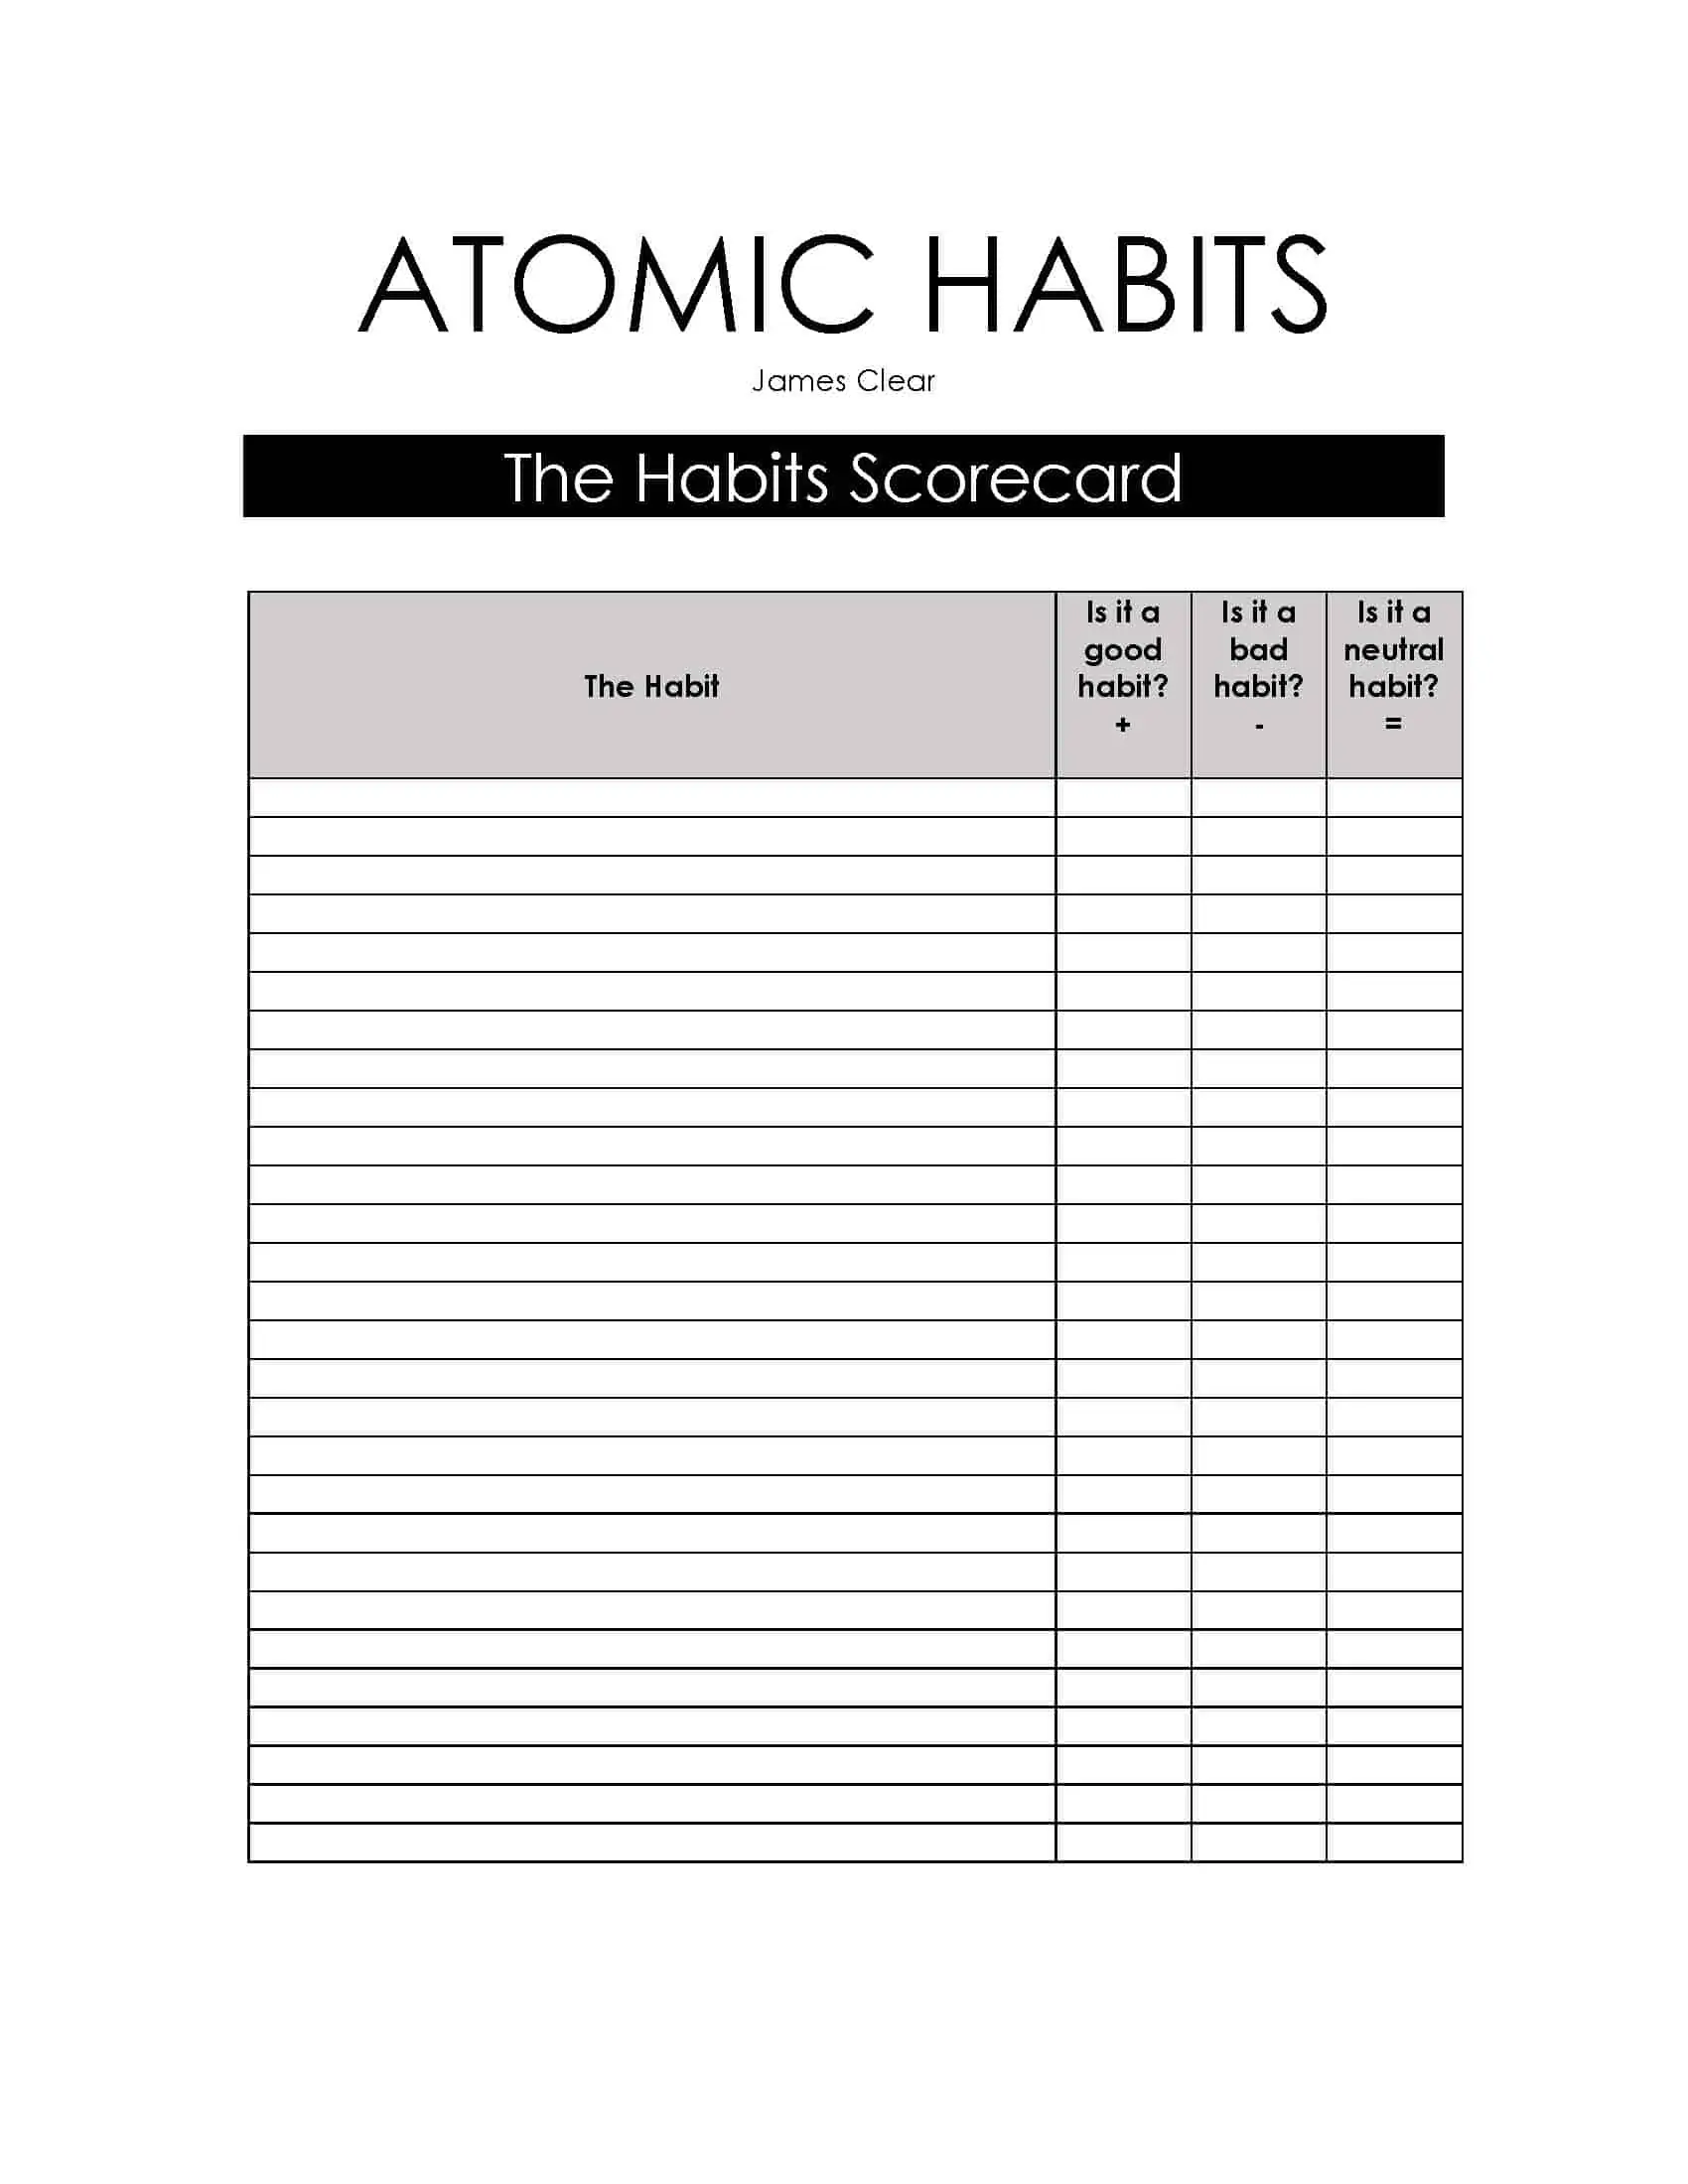 ATOMIC HABITS
James Clear
The Habits Scorecard
The Habit
Is it a
good
habit?
+
Is it a
bad
habit?
-
Is it a
neutral
habit?
=